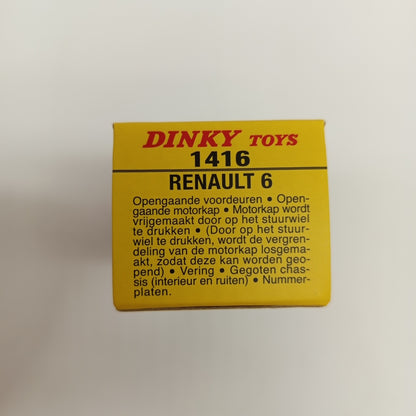 DINKY TOYS
1416
RENAULT 6
Opengaande voordeuren • Open-
gaande motorkap • Motorkap wordt
vrijgemaakt door op het stuurwiel
te drukken • (Door op het stuur-
wiel te drukken, wordt de vergren-
deling van de motorkap losgema-
akt, zodat deze kan worden geo-
pend) • Vering • Gegoten chas-
sis (interieur en ruiten) • Nummer-
platen.